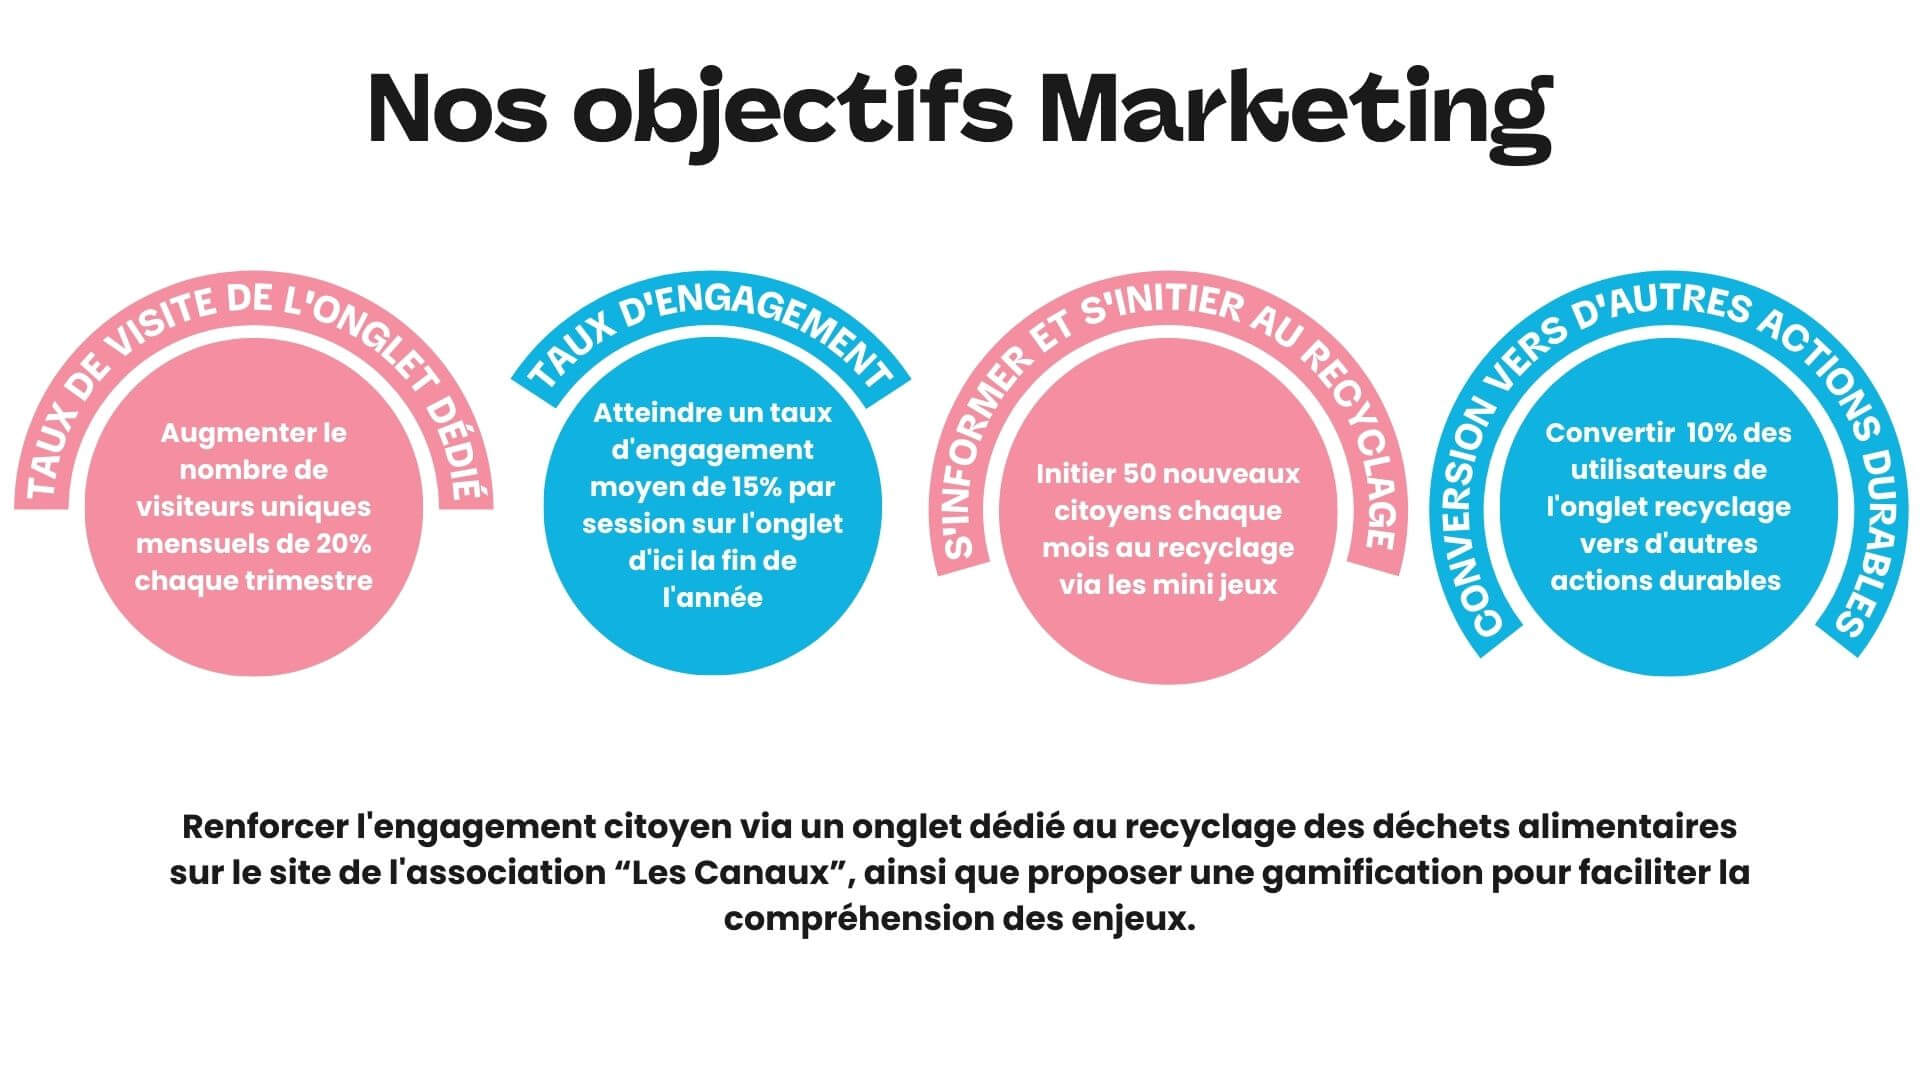 Nos objectifs Marketing
TAUX DE VISITE DE L'ONGLET DÉDIÉ
Augmenter le
nombre de
visiteurs uniques
mensuels de 20%
chaque trimestre
TAUX D'ENGAGEMENT
Atteindre un taux
d'engagement
moyen de 15% par
session sur l'onglet
d'ici la fin de
l'année
S'INFORMER ET S'INITIER AU RECYCLAGE
Initier 50 nouveaux
citoyens chaque
mois au recyclage
via les mini jeux
CONVERSION VERS D'AUTRES ACTIONS DURABLES
Convertir 10% des
utilisateurs de
l'onglet recyclage
vers d'autres
actions durables
Renforcer l'engagement citoyen via un onglet dédié au recyclage des déchets alimentaires
sur le site de l'association “Les Canaux”, ainsi que proposer une gamification pour faciliter la
compréhension des enjeux.